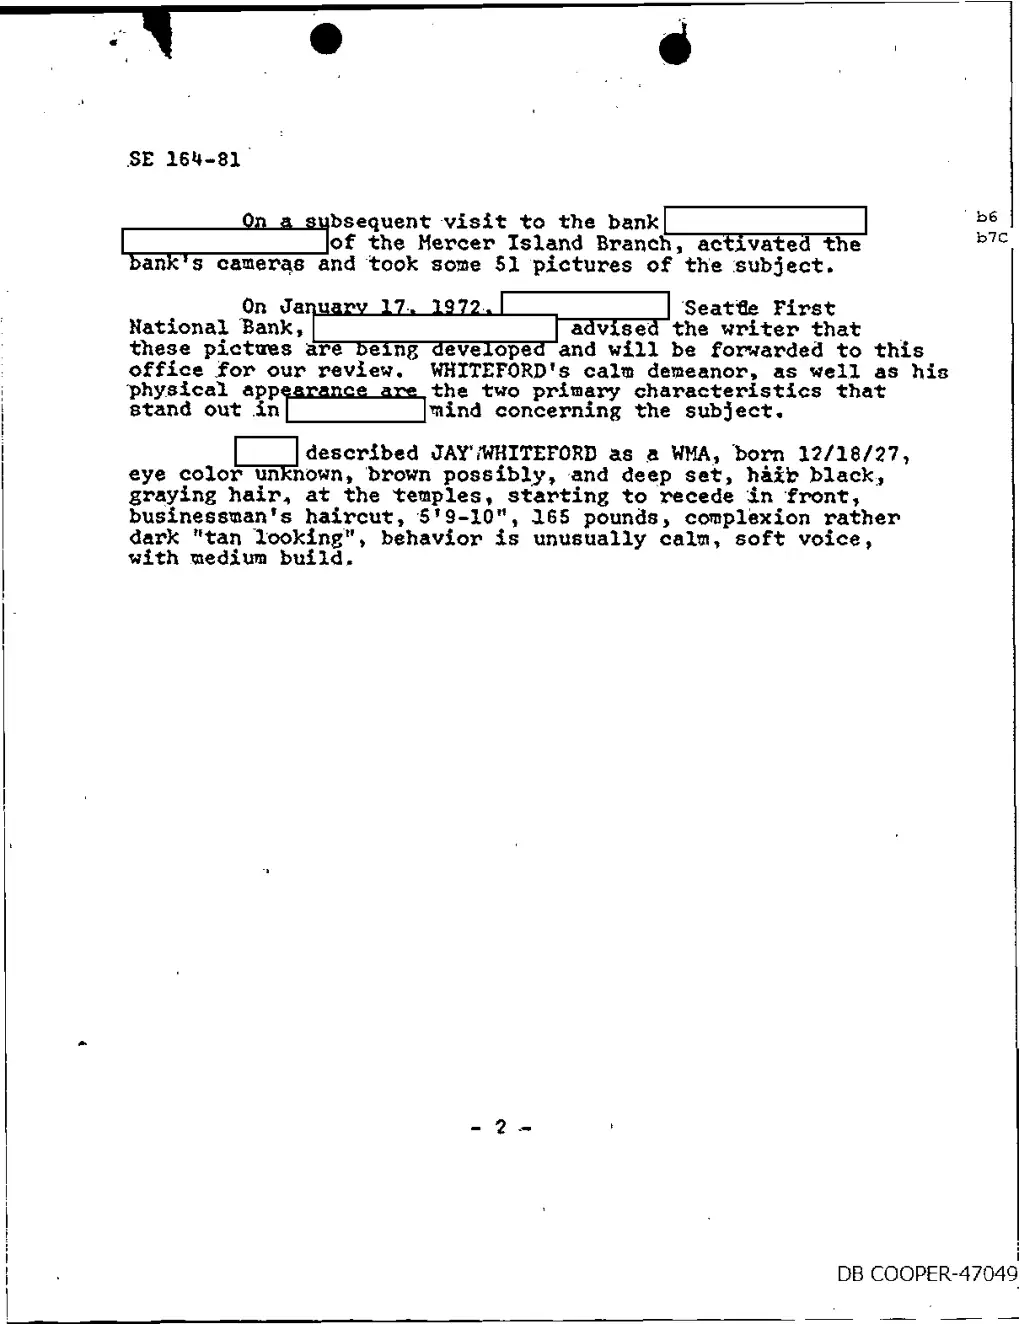 SE 164-81
On a subsequent visit to the bank
b6
of the Mercer Island Branch, activated the
b7C
bank's cameras and took some 51 pictures of the subject.
On January 17, 1972, Seattle First
National Bank, advised the writer that
these pictures are being developed and will be forwarded to this
office for our review. WHITEFORD's calm demeanor, as well as his
physical appearance are the two primary characteristics that
stand out in mind concerning the subject.
described JAY WHITEFORD as a WMA, born 12/18/27,
eye color unknown, brown possibly, and deep set, hair black,
graying hair, at the temples, starting to recede in front,
businessman's haircut, 5'9-10", 165 pounds, complexion rather
dark "tan looking", behavior is unusually calm, soft voice,
with medium build.
- 2 -
DB COOPER-47049